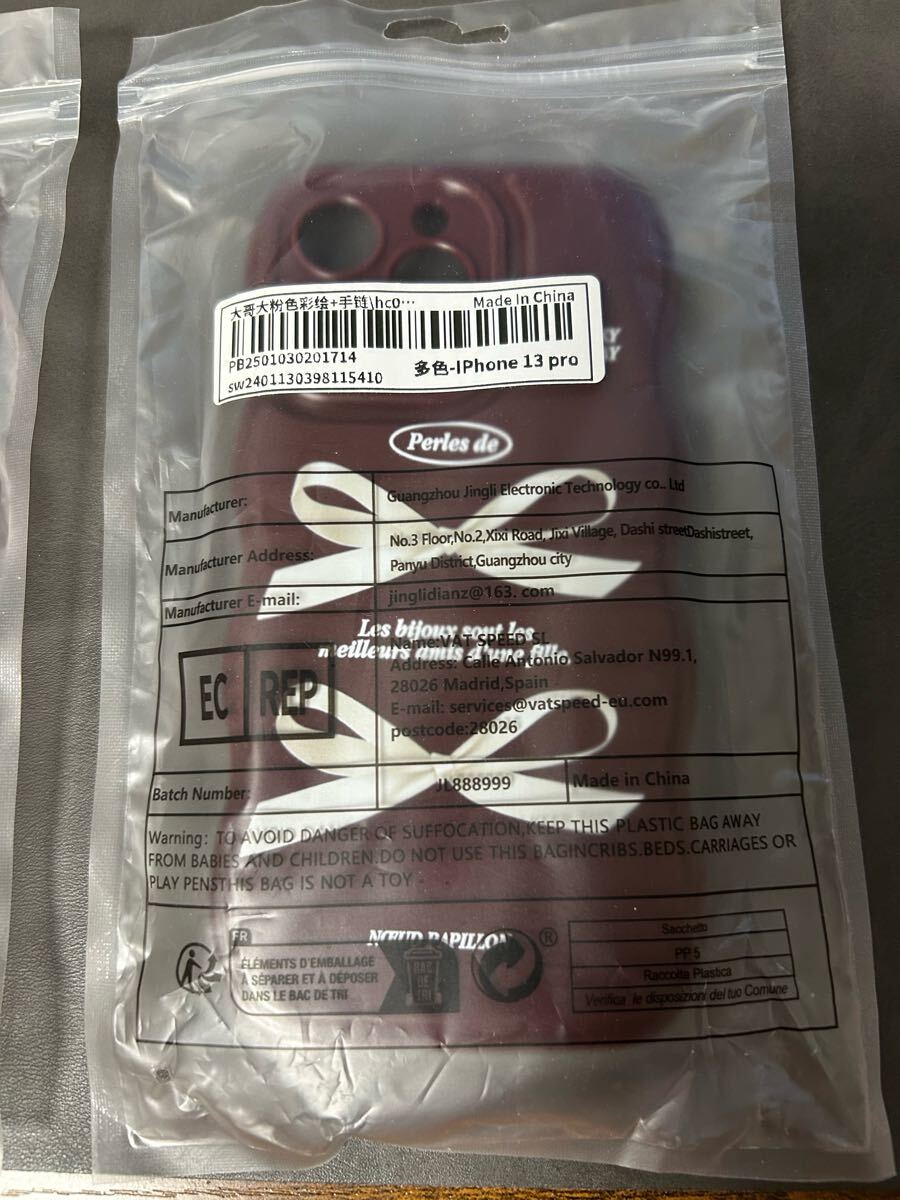 大哥大粉色彩绘+手链\hc0…
Made In China
PB2501030201714
多色-IPhone 13 pro
sw2401130398115410
Perles de
Manufacturer:
Guangzhou Jingli Electronic Technology co.. Ltd
Manufacturer Address:
No.3 Floor,No.2,Xixi Road, Jixi Village, Dashi streetDashistreet,
Panyu District,Guangzhou city
Manufacturer E-mail:
jinglidianz@163. com
Les bijoux sont les
meilleurs amis d'une fille
EC REP
Name:VAT SPEED SL
Address: Calle Antonio Salvador N99.1,
28026 Madrid,Spain
E-mail: services@vatspeed-eu.com
postcode:28026
Batch Number:
JL888999
Made in China
Warning: TO AVOID DANGER OF SUFFOCATION,KEEP THIS PLASTIC BAG AWAY
FROM BABIES AND CHILDREN.DO NOT USE THIS BAGINCRIBS.BEDS.CARRIAGES OR
PLAY PENSTHIS BAG IS NOT A TOY -
NŒUD PAPILLON
FR
ÉLÉMENTS D'EMBALLAGE
À SÉPARER ET À DÉPOSER
DANS LE BAC DE TRI
BAC
DE
TRI
®
Sacchetto
PP 5
Raccolta Plastica
Verifica le disposizioni del tuo Comune